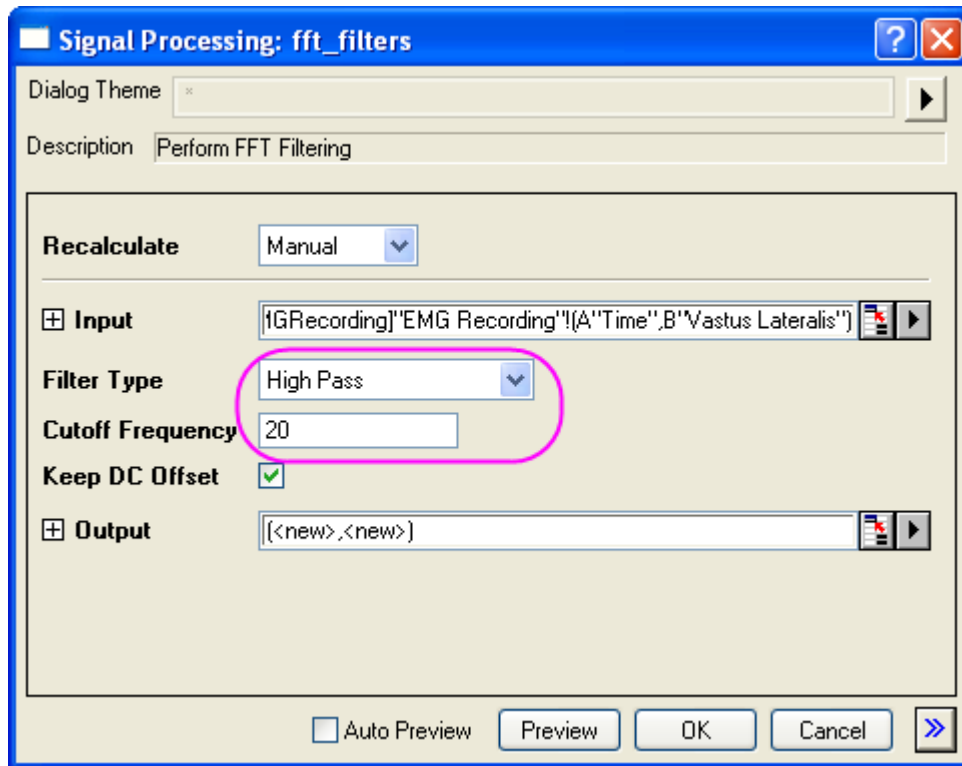 Signal Processing: fft_filters
Dialog Theme *
Description Perform FFT Filtering
Recalculate Manual
Input GRecording]"EMG Recording"!(A"Time",B"Vastus Lateralis")
Filter Type High Pass
Cutoff Frequency 20
Keep DC Offset
Output (<new>,<new>)
Auto Preview Preview OK Cancel